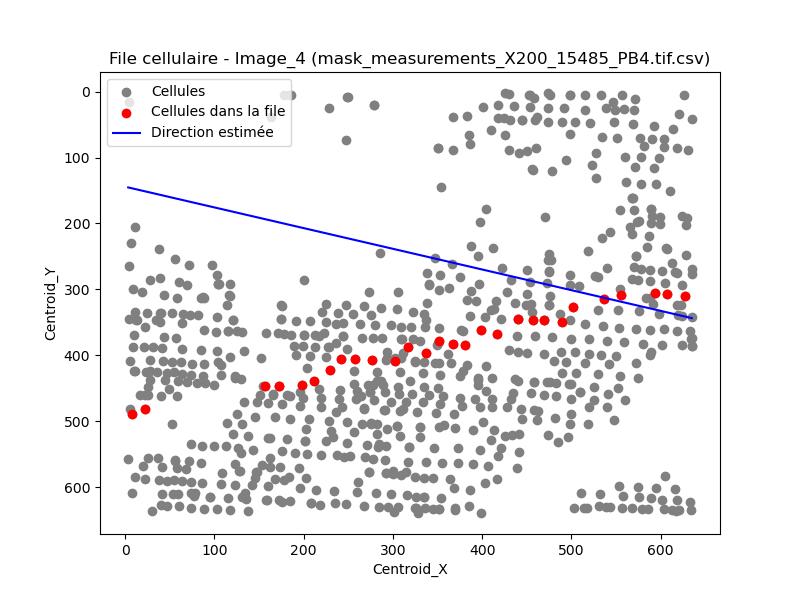 File cellulaire - Image_4 (mask_measurements_X200_15485_PB4.tif.csv)
Cellules
Cellules dans la file
Direction estimée
0
100
200
300
400
500
600
Centroid_Y
0 100 200 300 400 500 600
Centroid_X